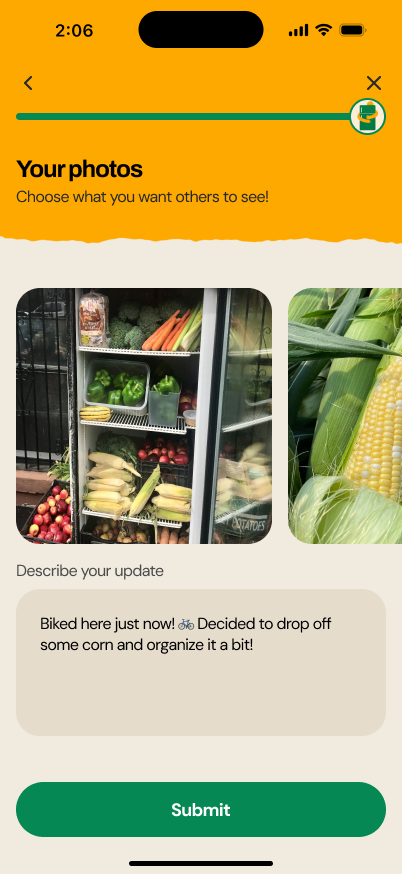 2:06
Your photos
Choose what you want others to see!
POTATOES
Describe your update
Biked here just now! 🚲 Decided to drop off
some corn and organize it a bit!
Submit